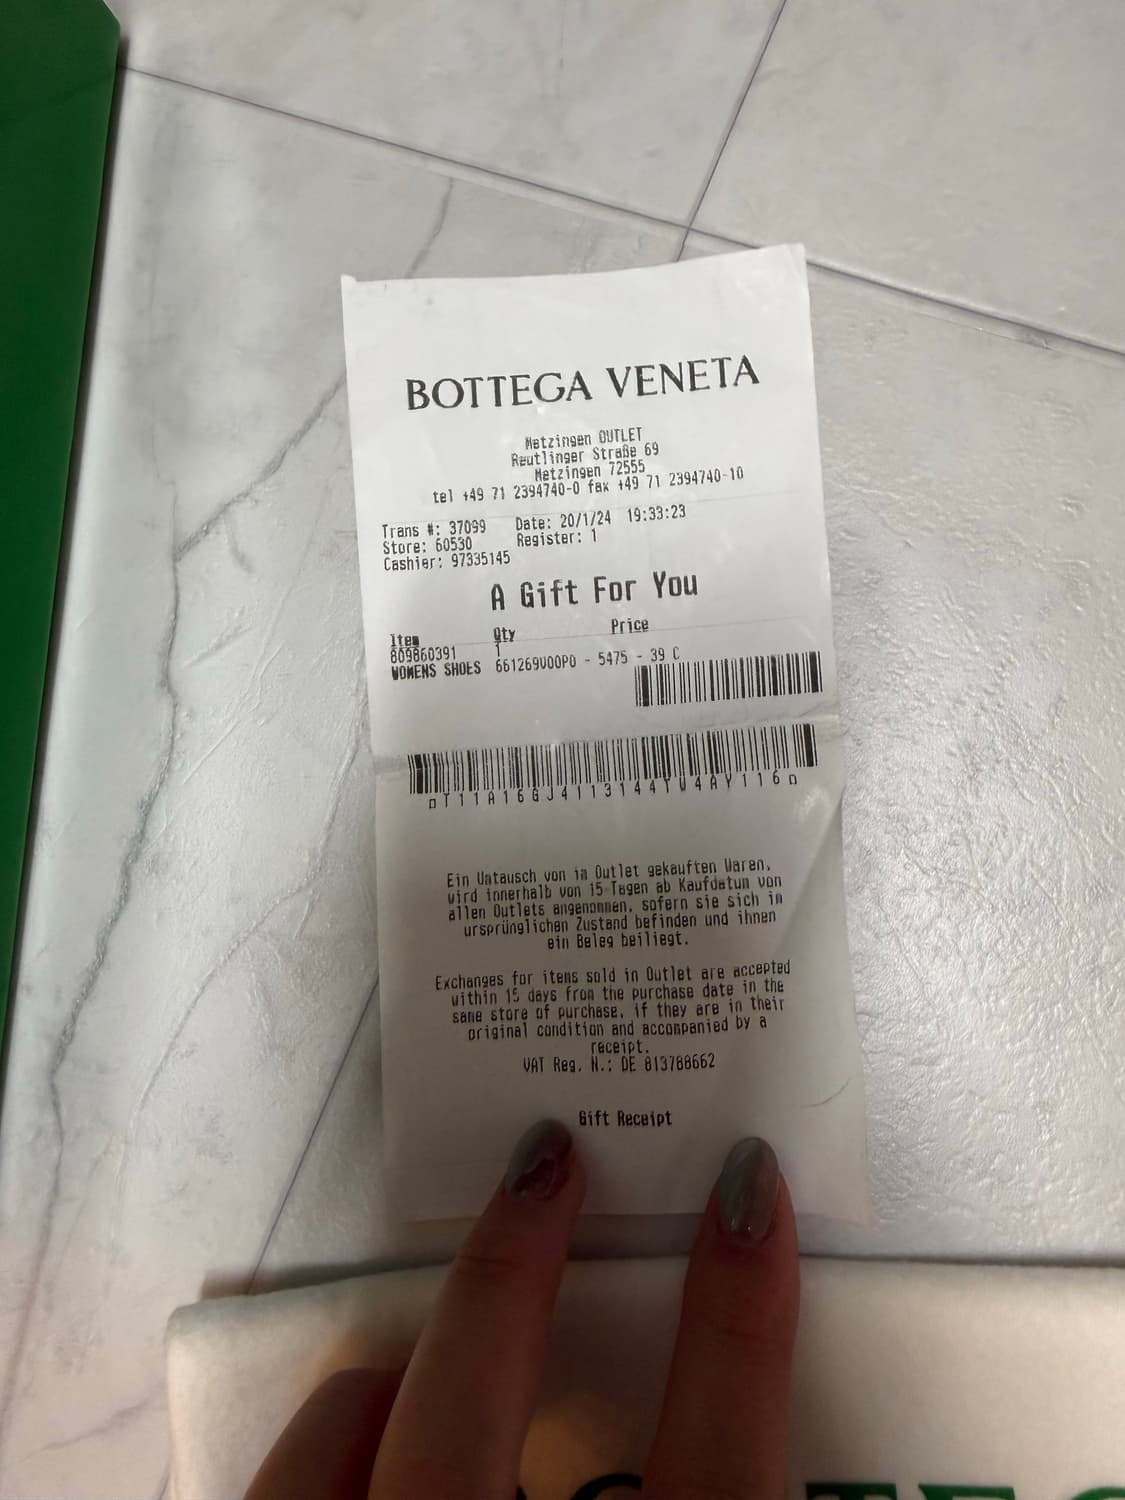 BOTTEGA VENETA
Metzingen OUTLET
Reutlinger Straße 69
Metzingen 72555
tel +49 71 2394740-0 fax +49 71 2394740-10
Trans #: 37099 Date: 20/1/24 19:33:23
Store: 60530 Register: 1
Cashier: 97335145
A Gift For You
Item Qty Price
809860391 1
WOMENS SHOES 661269V00P0 - 5475 - 39 C
T11A16GJ4113144TW4AY116
Ein Umtausch von im Outlet gekauften Waren,
wird innerhalb von 15 Tagen ab Kaufdatum von
allen Outlets angenommen, sofern sie sich im
ursprünglichen Zustand befinden und ihnen
ein Beleg beiliegt.
Exchanges for items sold in Outlet are accepted
within 15 days from the purchase date in the
same store of purchase, if they are in their
original condition and accompanied by a
receipt.
VAT Reg. N.: DE 813788662
Gift Receipt